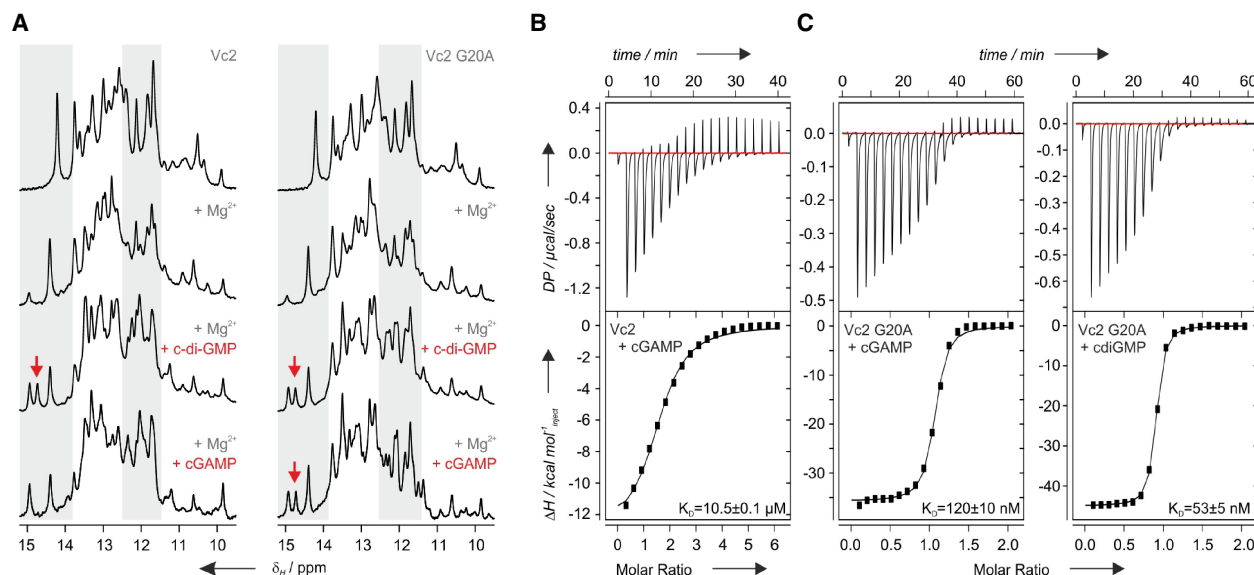 A
Vc2
+ Mg²⁺
+ Mg²⁺
+ c-di-GMP
+ Mg²⁺
+ cGAMP
15 14 13 12 11 10
Vc2 G20A
+ Mg²⁺
+ Mg²⁺
+ c-di-GMP
+ Mg²⁺
+ cGAMP
15 14 13 12 11 10
δH / ppm
B
time / min
0 10 20 30 40
DP / µcal/sec
0.4
0.0
-0.4
-0.8
-1.2
ΔH / kcal mol⁻¹inject
0
-2
-4
-6
-8
-10
-12
Vc2
+ cGAMP
KD=10.5±0.1 µM
0 1 2 3 4 5 6
Molar Ratio
C
time / min
0 20 40 60
0.0
-0.1
-0.2
-0.3
-0.4
-0.5
0
-5
-10
-15
-20
-25
-30
Vc2 G20A
+ cGAMP
KD=120±10 nM
0.0 0.5 1.0 1.5 2.0
0 20 40 60
0.0
-0.1
-0.2
-0.3
-0.4
-0.5
-0.6
0
-10
-20
-30
-40
Vc2 G20A
+ cdiGMP
KD=53±5 nM
0.0 0.5 1.0 1.5 2.0
Molar Ratio